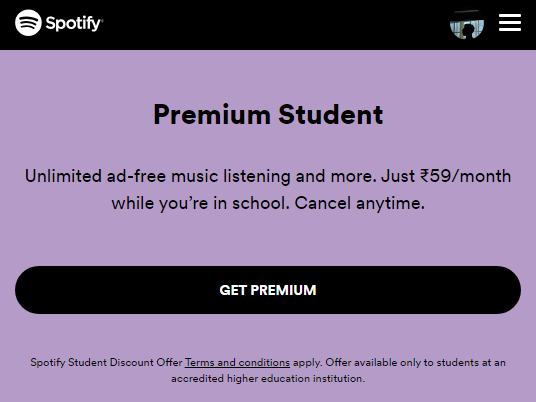 Spotify
Premium Student
Unlimited ad-free music listening and more. Just ₹59/month
while you’re in school. Cancel anytime.
GET PREMIUM
Spotify Student Discount Offer Terms and conditions apply. Offer available only to students at an
accredited higher education institution.